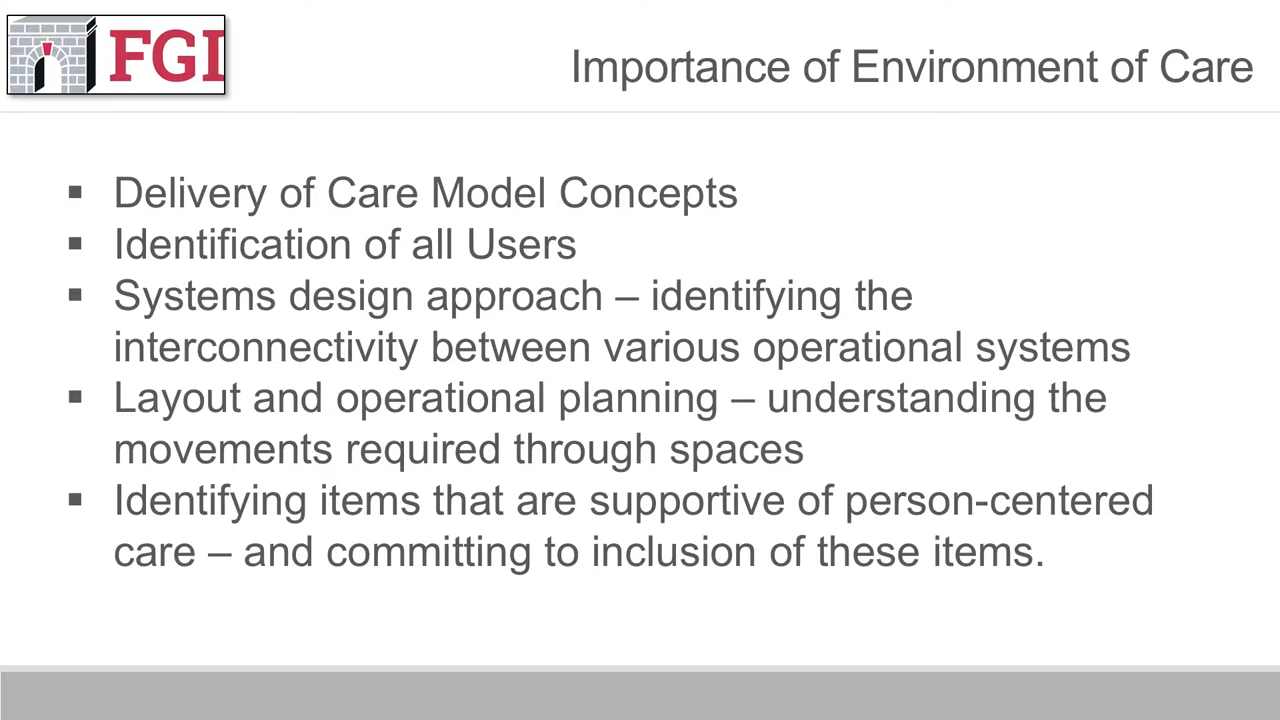 FGI
Importance of Environment of Care
▪ Delivery of Care Model Concepts
▪ Identification of all Users
▪ Systems design approach – identifying the
interconnectivity between various operational systems
▪ Layout and operational planning – understanding the
movements required through spaces
▪ Identifying items that are supportive of person-centered
care – and committing to inclusion of these items.